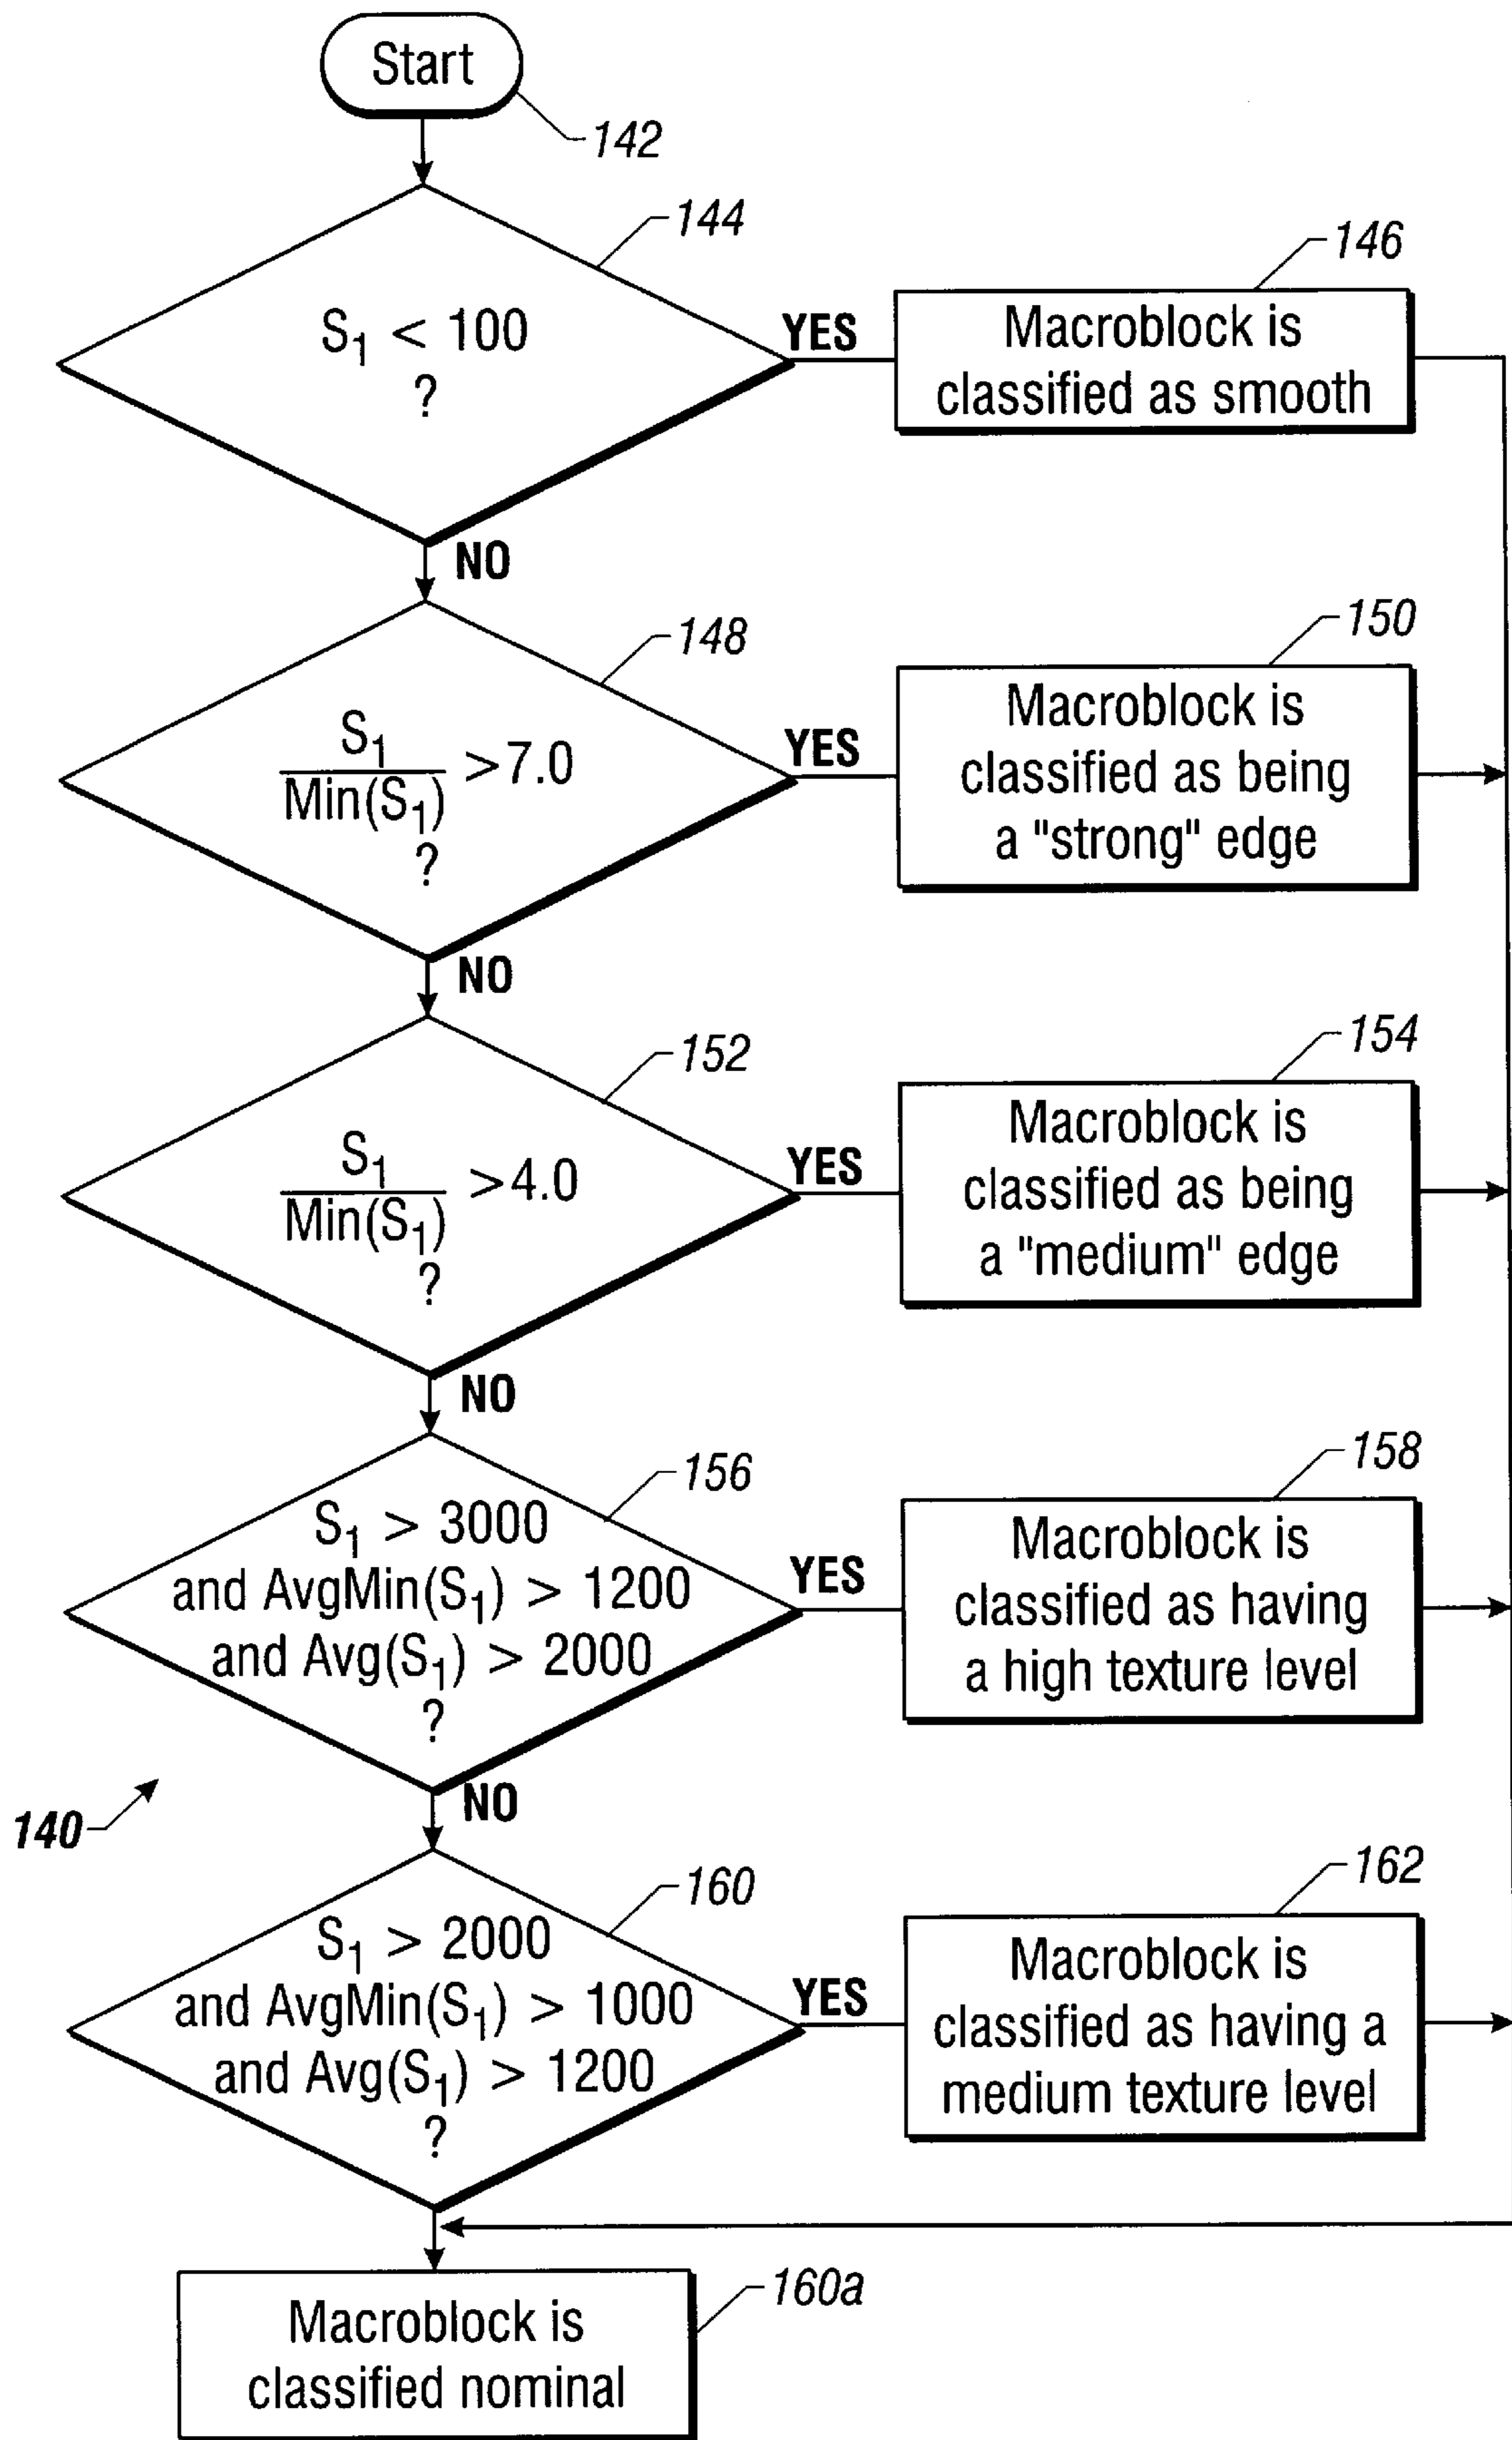 Start
142
144
S1 < 100
?
YES
146
Macroblock is
classified as smooth
NO
148
S1
Min(S1)
>7.0
?
YES
150
Macroblock is
classified as being
a "strong" edge
NO
152
S1
Min(S1)
>4.0
?
YES
154
Macroblock is
classified as being
a "medium" edge
NO
156
S1 > 3000
and AvgMin(S1) > 1200
and Avg(S1) > 2000
?
YES
158
Macroblock is
classified as having
a high texture level
NO
140
160
S1 > 2000
and AvgMin(S1) > 1000
and Avg(S1) > 1200
?
YES
162
Macroblock is
classified as having a
medium texture level
160a
Macroblock is
classified nominal